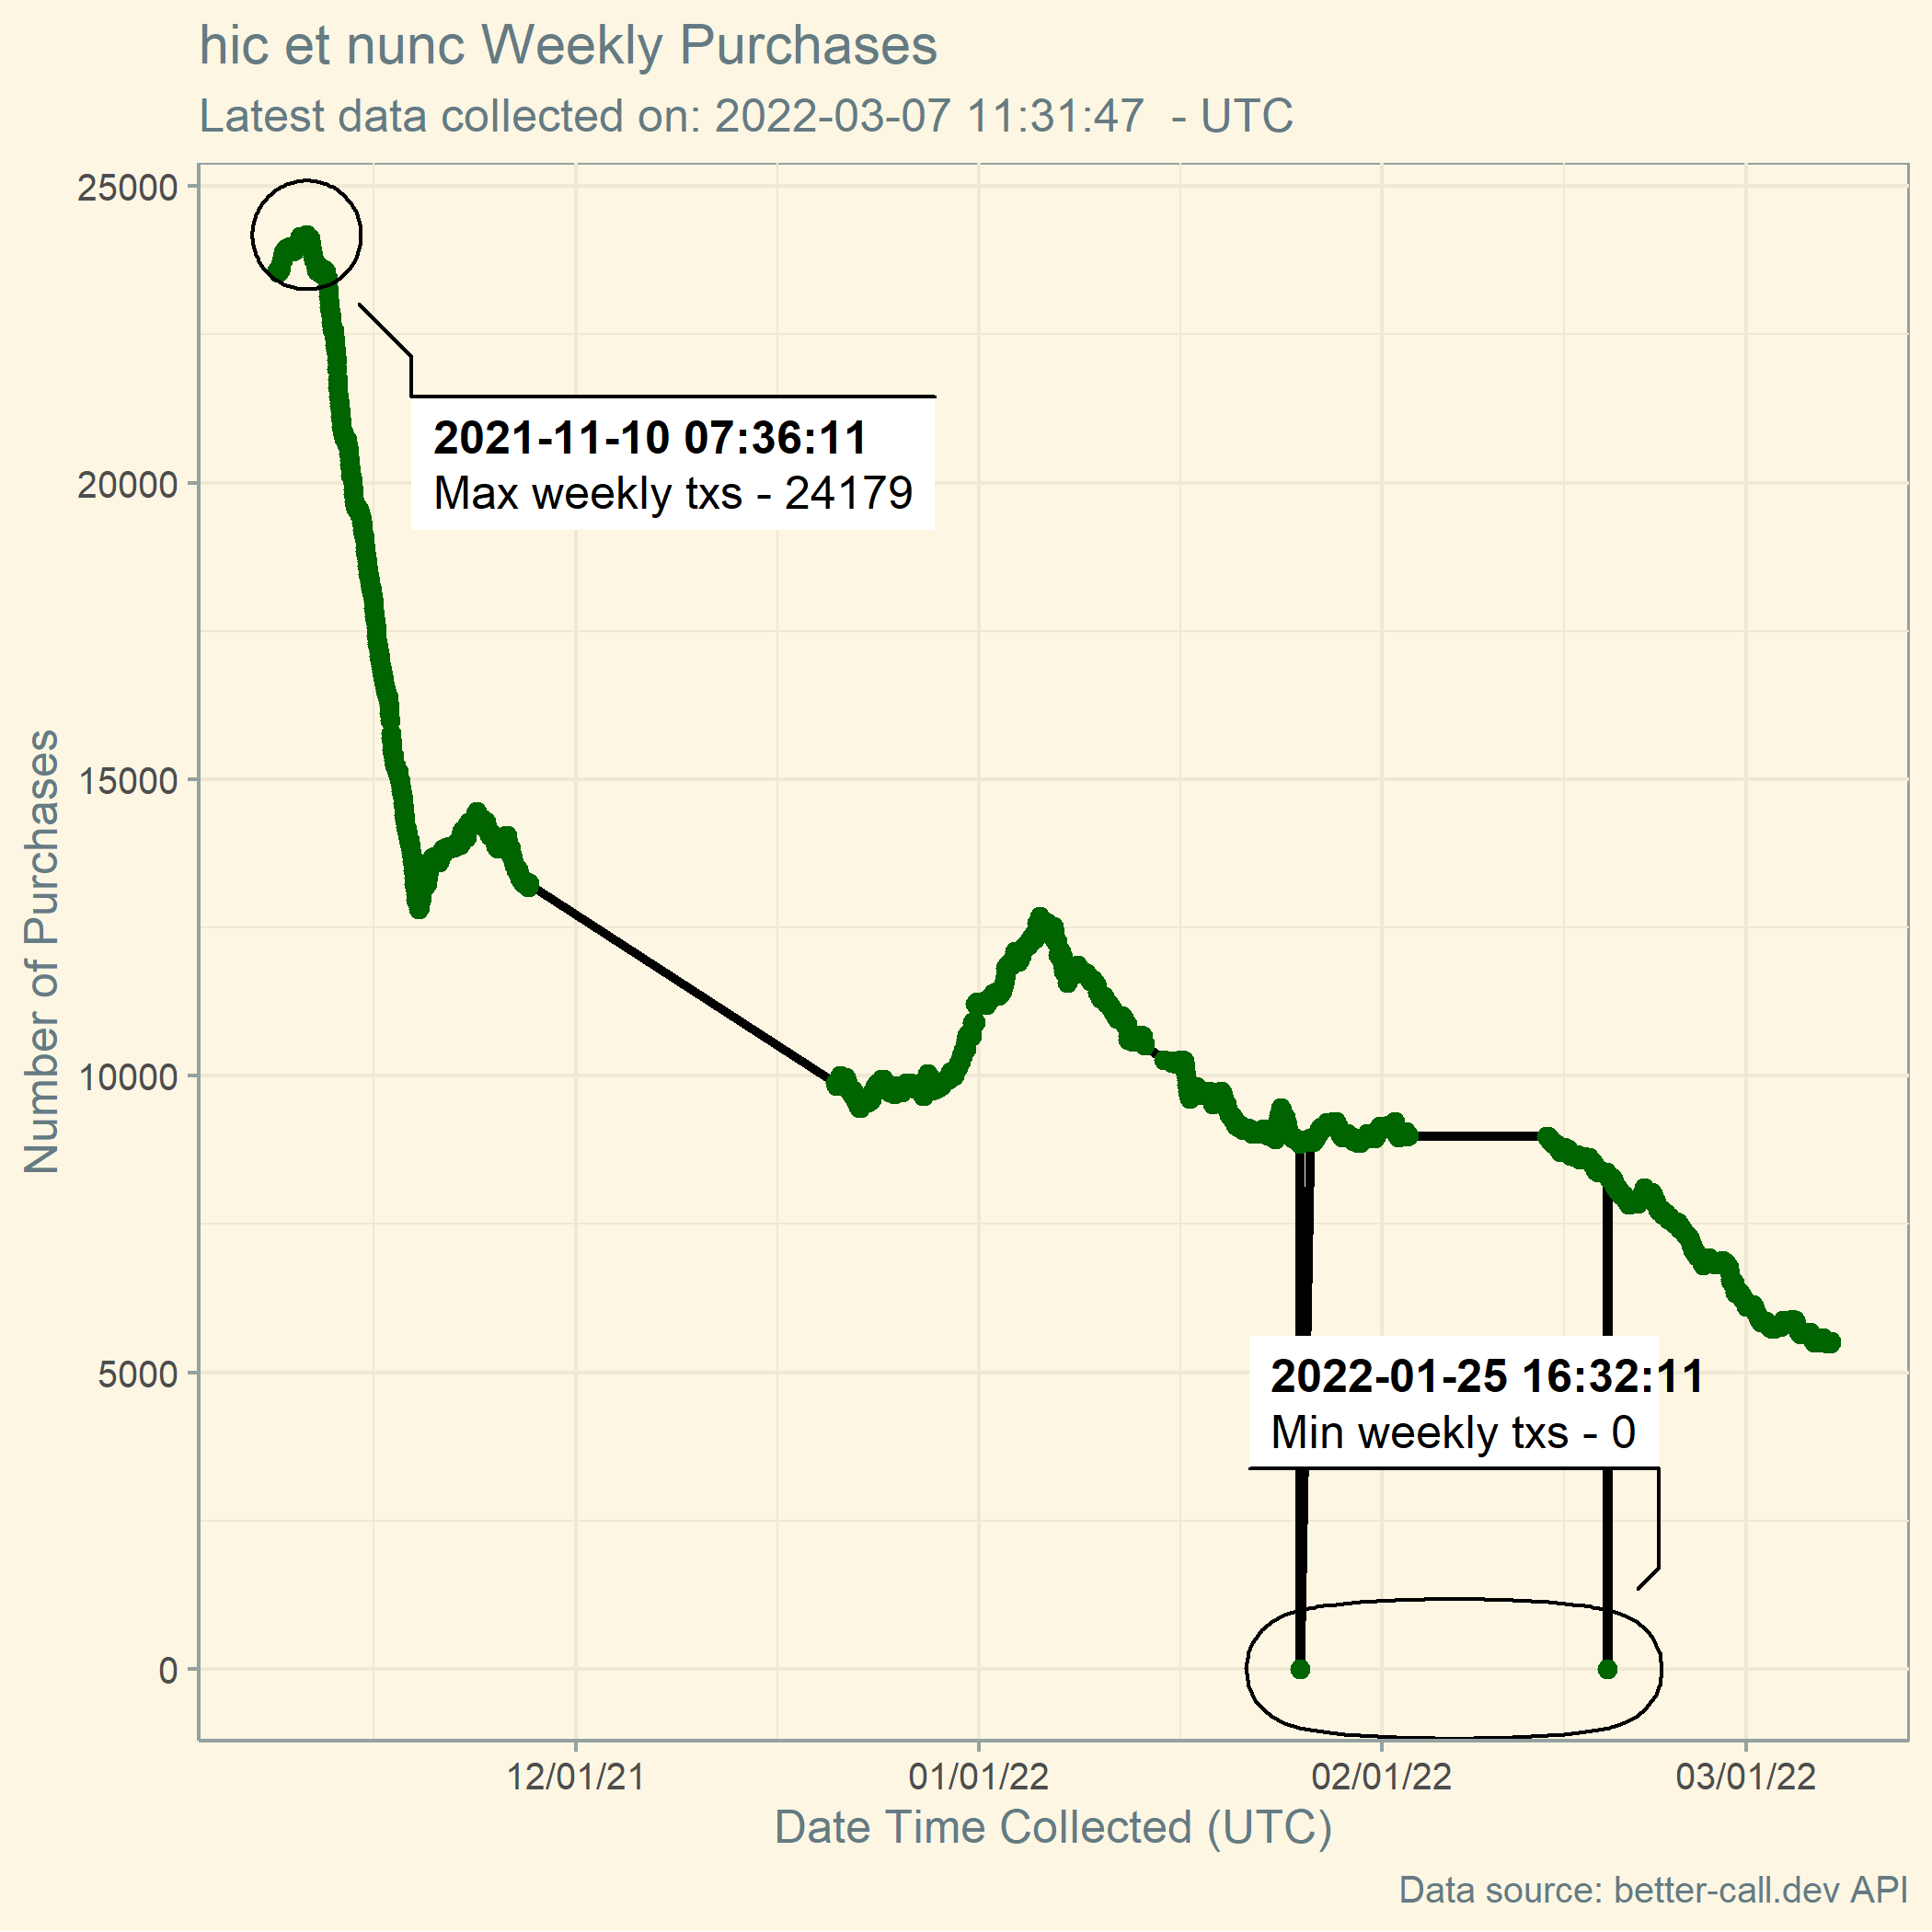 hic et nunc Weekly Purchases
Latest data collected on: 2022-03-07 11:31:47  - UTC
25000
20000
15000
10000
5000
0
Number of Purchases
2021-11-10 07:36:11
Max weekly txs - 24179
2022-01-25 16:32:11
Min weekly txs - 0
12/01/21
01/01/22
02/01/22
03/01/22
Date Time Collected (UTC)
Data source: better-call.dev API